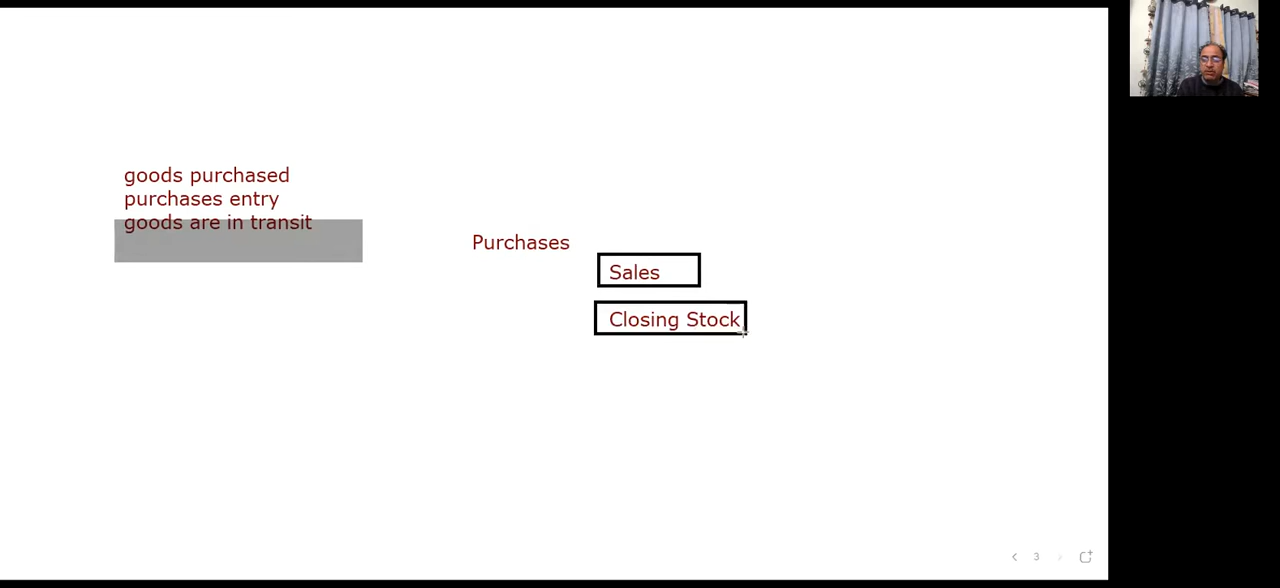 goods purchased
purchases entry
goods are in transit
Purchases
Sales
Closing Stock
3